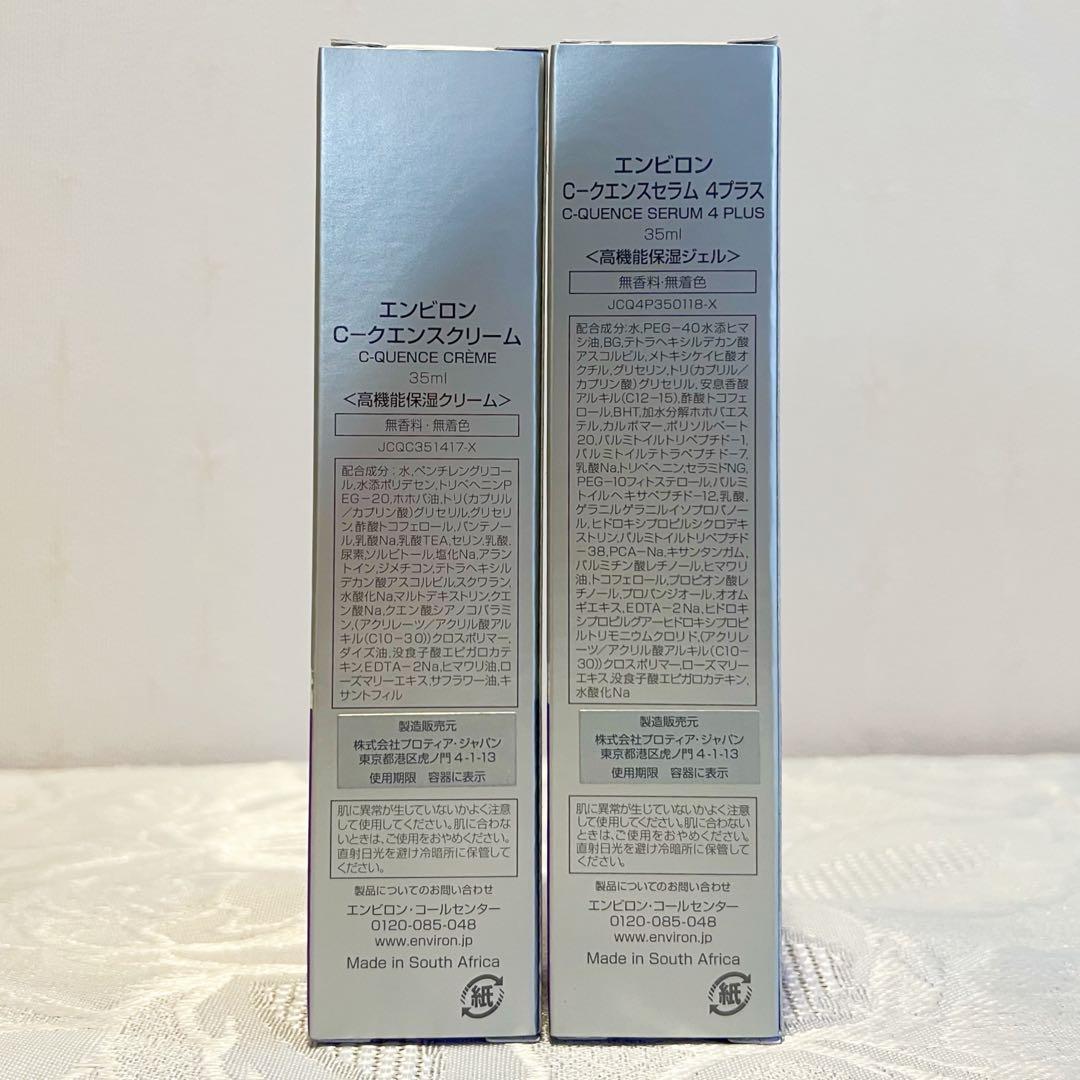 エンビロン
C−クエンスクリーム
C-QUENCE CRÈME
35ml
＜高機能保湿クリーム＞
無香料・無着色
JCQC351417-X
配合成分：水,ペンチレングリコー
ル,水添ポリデセン,トリベヘニンP
EG−20,ホホバ油,トリ(カプリル
／カプリン酸)グリセリル,グリセリ
ン,酢酸トコフェロール,パンテノー
ル,乳酸Na,乳酸TEA,セリン,乳酸,
尿素,ソルビトール,塩化Na,アラン
トイン,ジメチコン,テトラヘキシル
デカン酸アスコルビル,スクワラン,
水酸化Na,マルトデキストリン,クエ
ン酸Na,クエン酸,シアノコバラミ
ン,(アクリレーツ／アクリル酸アル
キル(C10−30))クロスポリマー,
ダイズ油,没食子酸エピガロカテ
キン,EDTA−2Na,ヒマワリ油,ロ
ーズマリーエキス,サフラワー油,キ
サントフィル
製造販売元
株式会社プロティア・ジャパン
東京都港区虎ノ門 4-1-13
使用期限 容器に表示
肌に異常が生じていないかよく注意
して使用してください。肌に合わな
いときは、ご使用をおやめください。
直射日光を避け冷暗所に保管して
ください。
製品についてのお問い合わせ
エンビロン・コールセンター
0120-085-048
www.environ.jp
Made in South Africa
紙
エンビロン
C−クエンスセラム 4プラス
C-QUENCE SERUM 4 PLUS
35ml
＜高機能保湿ジェル＞
無香料・無着色
JCQ4P350118-X
配合成分：水,PEG−40水添ヒマ
シ油,BG,テトラヘキシルデカン酸
アスコルビル,メトキシケイヒ酸オ
クチル,グリセリン,トリ(カプリル／
カプリン酸)グリセリル,安息香酸
アルキル(C12−15),酢酸トコフェ
ロール,BHT,加水分解ホホバエス
テル,カルボマー,ポリソルベート
20,パルミトイルトリペプチド−1,
パルミトイルテトラペプチド−7,
乳酸Na,トリベヘニン,セラミドNG,
PEG−10フィトステロール,パルミ
トイルヘキサペプチド−12,乳酸,
ゲラニルゲラニルイソプロパノー
ル,ヒドロキシプロピルシクロデキ
ストリン,パルミトイルトリペプチド
−38,PCA−Na,キサンタンガム,
パルミチン酸レチノール,ヒマワリ
油,トコフェロール,プロピオン酸レ
チノール,プロパンジオール,オオム
ギエキス,EDTA−2Na,ヒドロキ
シプロピルグアーヒドロキシプロピ
ルトリモニウムクロリド,(アクリレ
ーツ／アクリル酸アルキル(C10−
30))クロスポリマー,ローズマリー
エキス,没食子酸エピガロカテキン,
水酸化Na
製造販売元
株式会社プロティア・ジャパン
東京都港区虎ノ門 4-1-13
使用期限 容器に表示
肌に異常が生じていないかよく注意
して使用してください。肌に合わない
ときは、ご使用をおやめください。
直射日光を避け冷暗所に保管して
ください。
製品についてのお問い合わせ
エンビロン・コールセンター
0120-085-048
www.environ.jp
Made in South Africa
紙